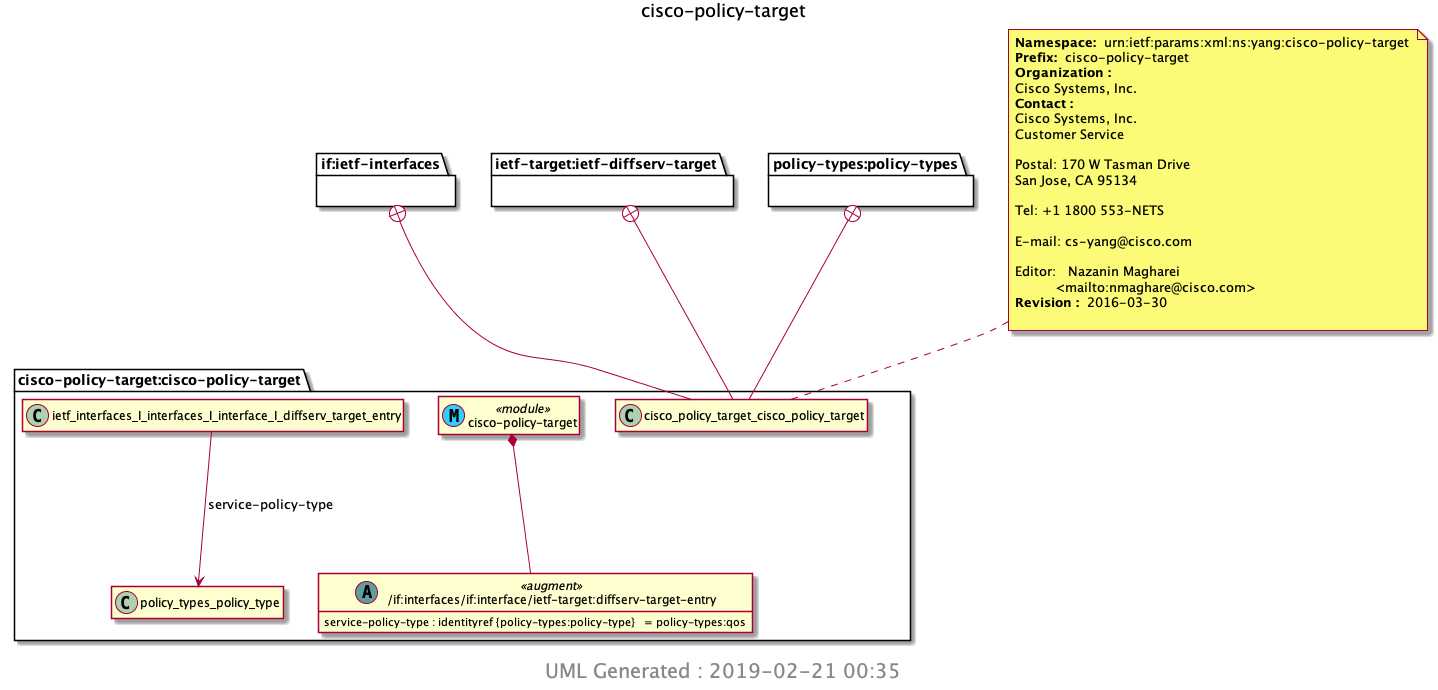 cisco-policy-target
Namespace: urn:ietf:params:xml:ns:yang:cisco-policy-target
Prefix: cisco-policy-target
Organization :
Cisco Systems, Inc.
Contact :
Cisco Systems, Inc.
Customer Service
Postal: 170 W Tasman Drive
San Jose, CA 95134
Tel: +1 1800 553-NETS
E-mail: cs-yang@cisco.com
Editor: Nazanin Magharei
<mailto:nmaghare@cisco.com>
Revision : 2016-03-30
if:ietf-interfaces
ietf-target:ietf-diffserv-target
policy-types:policy-types
cisco-policy-target:cisco-policy-target
C ietf_interfaces_I_interfaces_I_interface_I_diffserv_target_entry
M «module»
cisco-policy-target
C cisco_policy_target_cisco_policy_target
service-policy-type
C policy_types_policy_type
A «augment»
/if:interfaces/if:interface/ietf-target:diffserv-target-entry
service-policy-type : identityref {policy-types:policy-type} = policy-types:qos
UML Generated : 2019-02-21 00:35